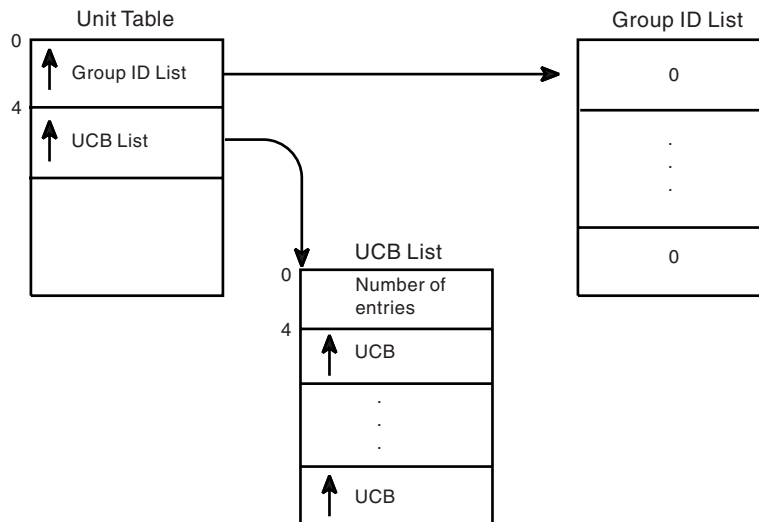 Unit Table
Group ID List
0
Group ID List
0
4
UCB List
.
.
.
0
UCB List
0
Number of
entries
4
UCB
.
.
.
UCB